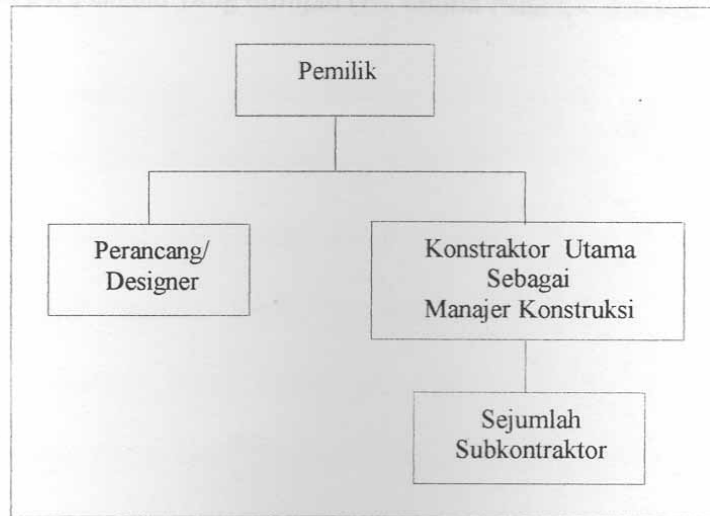 Pemilik
Perancang/
Designer
Konstraktor Utama
Sebagai
Manajer Konstruksi
Sejumlah
Subkontraktor